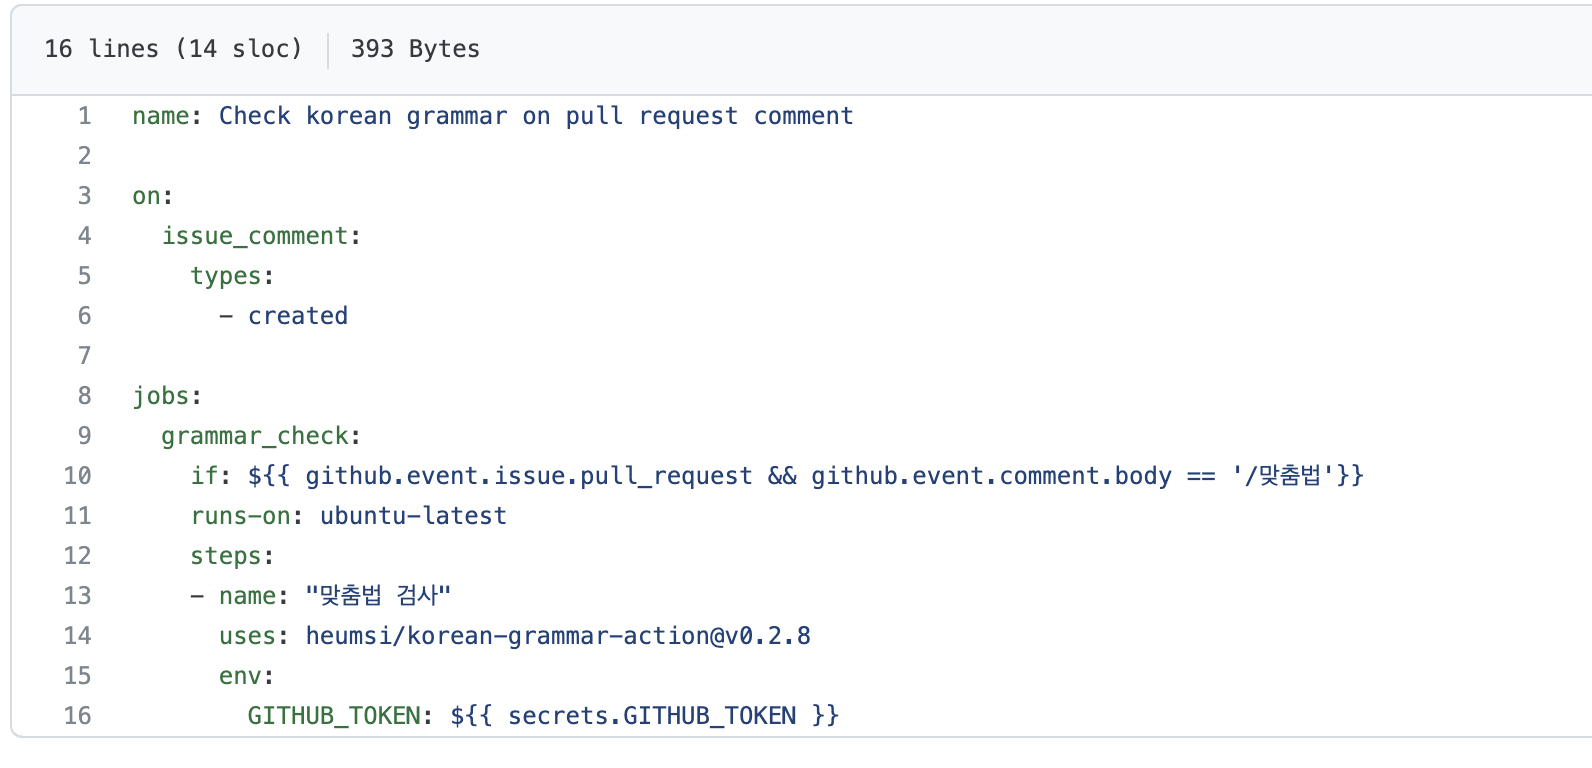 16 lines (14 sloc) 393 Bytes
1 name: Check korean grammar on pull request comment
2
3 on:
4   issue_comment:
5     types:
6       - created
7
8 jobs:
9   grammar_check:
10     if: ${{ github.event.issue.pull_request && github.event.comment.body == '/맞춤법'}}
11     runs-on: ubuntu-latest
12     steps:
13     - name: "맞춤법 검사"
14       uses: heumsi/korean-grammar-action@v0.2.8
15       env:
16         GITHUB_TOKEN: ${{ secrets.GITHUB_TOKEN }}